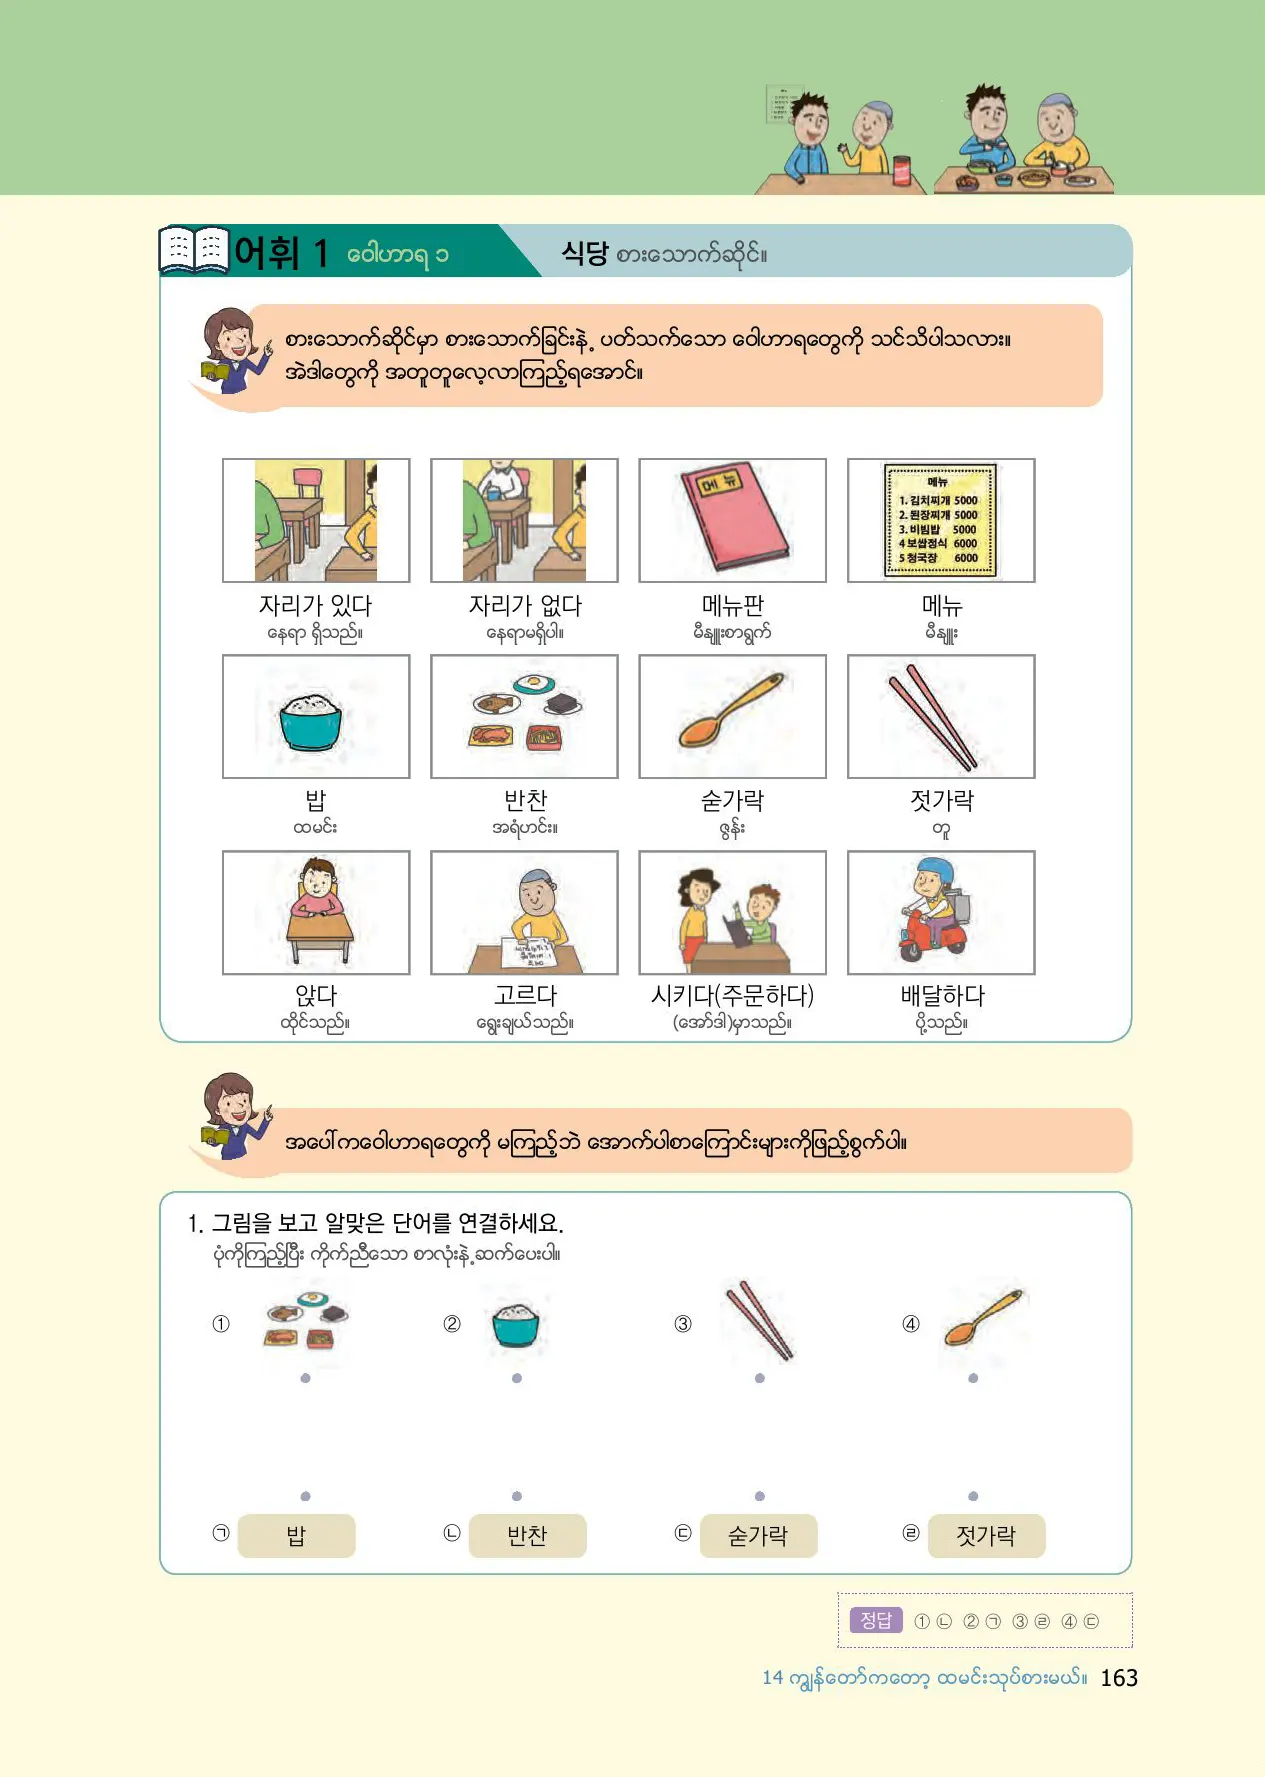 어휘 1 ဝေါဟာရ ၁ 식당 စားသောက်ဆိုင်။
စားသောက်ဆိုင်မှာ စားသောက်ခြင်းနဲ့ ပတ်သက်သော ဝေါဟာရတွေကို သင်သိပါသလား။
အဲဒါတွေကို အတူတူလေ့လာကြည့်ရအောင်။
메뉴
메뉴
1. 김치찌개 5000
2. 된장찌개 5000
3. 비빔밥 5000
4 보쌈정식 6000
5 청국장 6000
자리가 있다 자리가 없다 메뉴판 메뉴
နေရာ ရှိသည်။ နေရာမရှိပါ။ မီနျူးစာရွက် မီနျူး
밥 반찬 숟가락 젓가락
ထမင်း အရံဟင်း။ ဇွန်း တူ
앉다 고르다 시키다(주문하다) 배달하다
ထိုင်သည်။ ရွေးချယ်သည်။ (အော်ဒါ)မှာသည်။ ပို့သည်။
အပေါ်ကဝေါဟာရတွေကို မကြည့်ဘဲ အောက်ပါစာကြောင်းများကိုဖြည့်စွက်ပါ။
1. 그림을 보고 알맞은 단어를 연결하세요.
ပုံကိုကြည့်ပြီး ကိုက်ညီသော စာလုံးနဲ့ ဆက်ပေးပါ။
① ② ③ ④
㉠ 밥 ㉡ 반찬 ㉢ 숟가락 ㉣ 젓가락
정답 ① ㉡ ② ㉠ ③ ㉣ ④ ㉢
14 ကျွန်တော်ကတော့ ထမင်းသုပ်စားမယ်။ 163